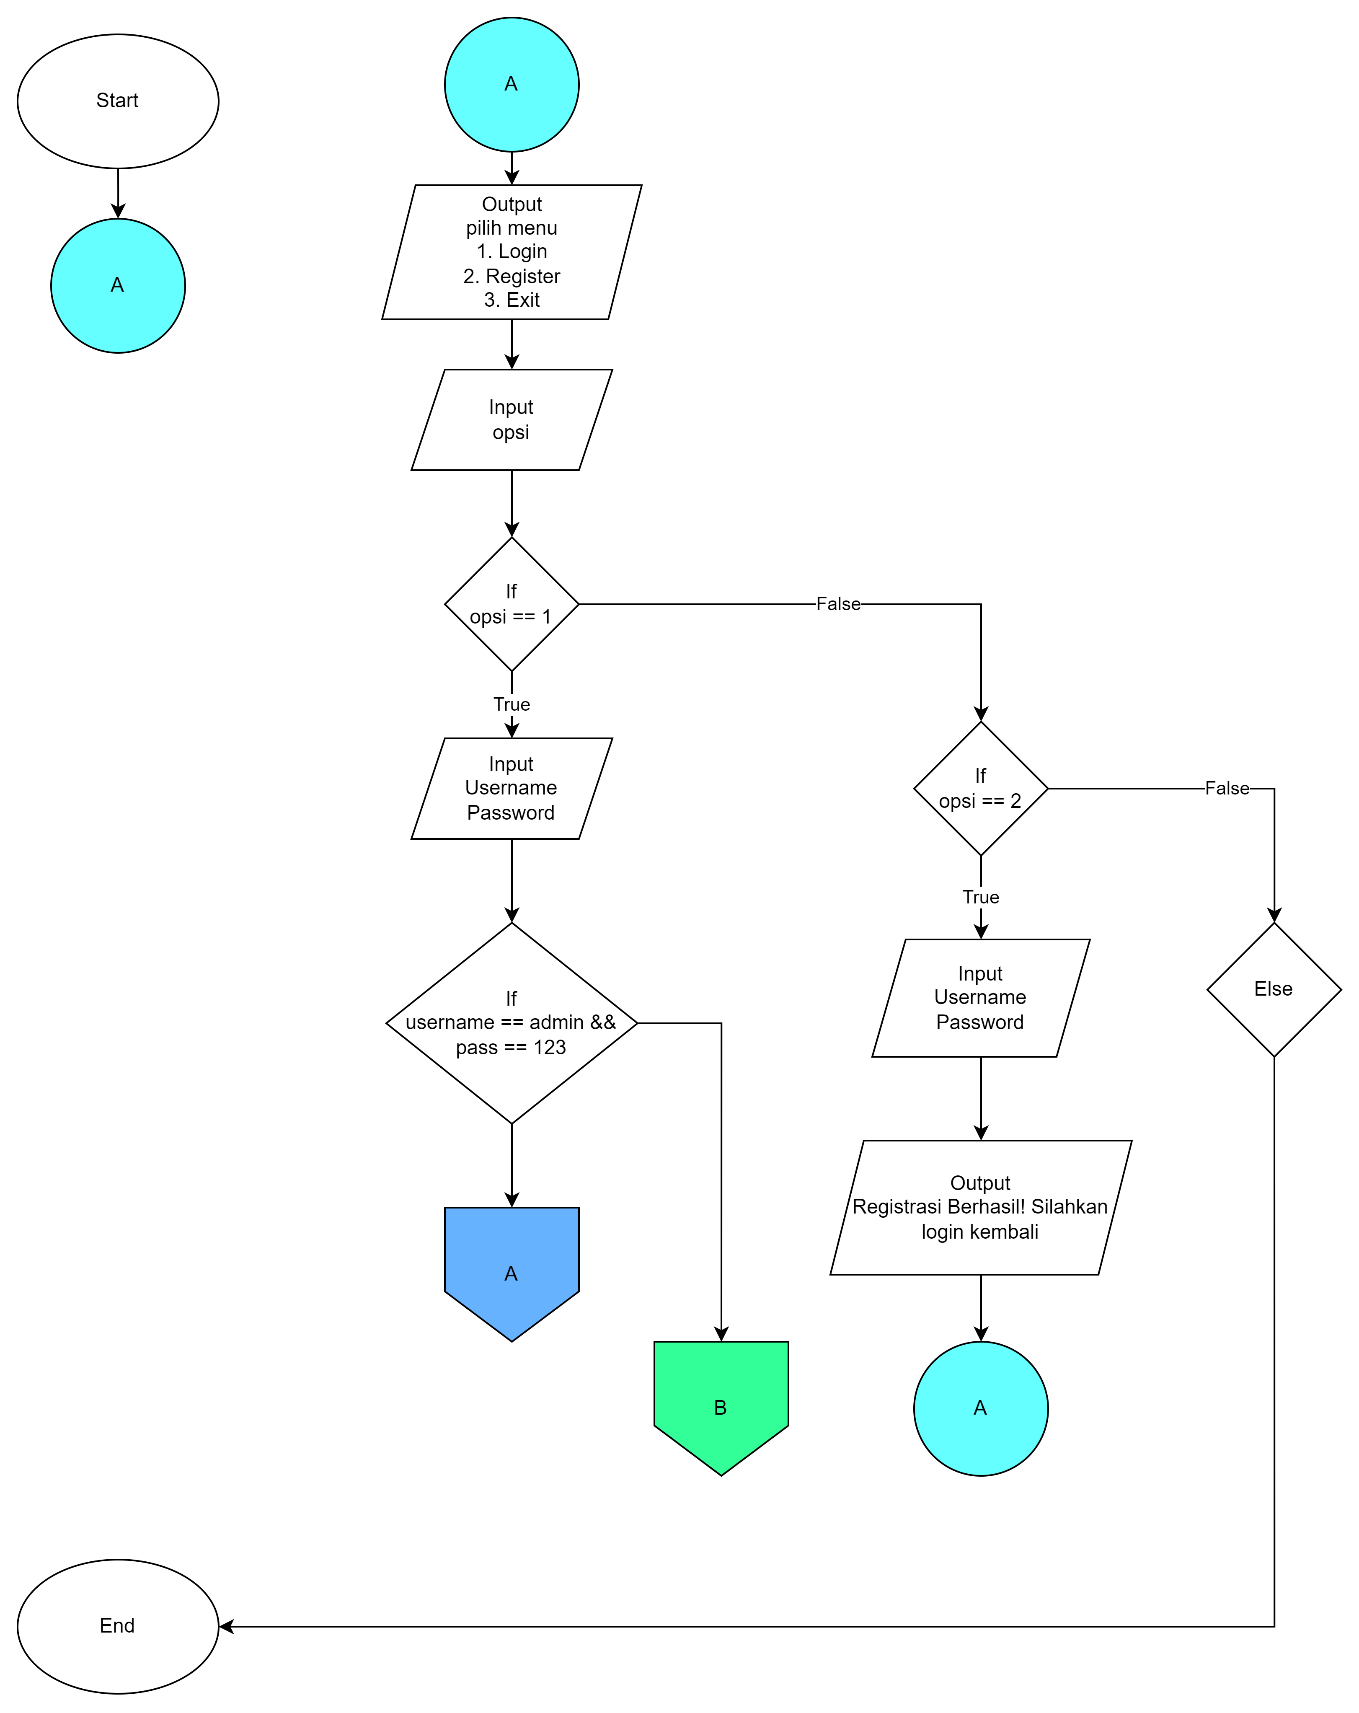 Start
A
A
Output
pilih menu
1. Login
2. Register
3. Exit
Input
opsi
If
opsi == 1
False
True
Input
Username
Password
If
opsi == 2
False
True
Else
Input
Username
Password
If
username == admin &&
pass == 123
Output
Registrasi Berhasil! Silahkan
login kembali
A
B
A
End